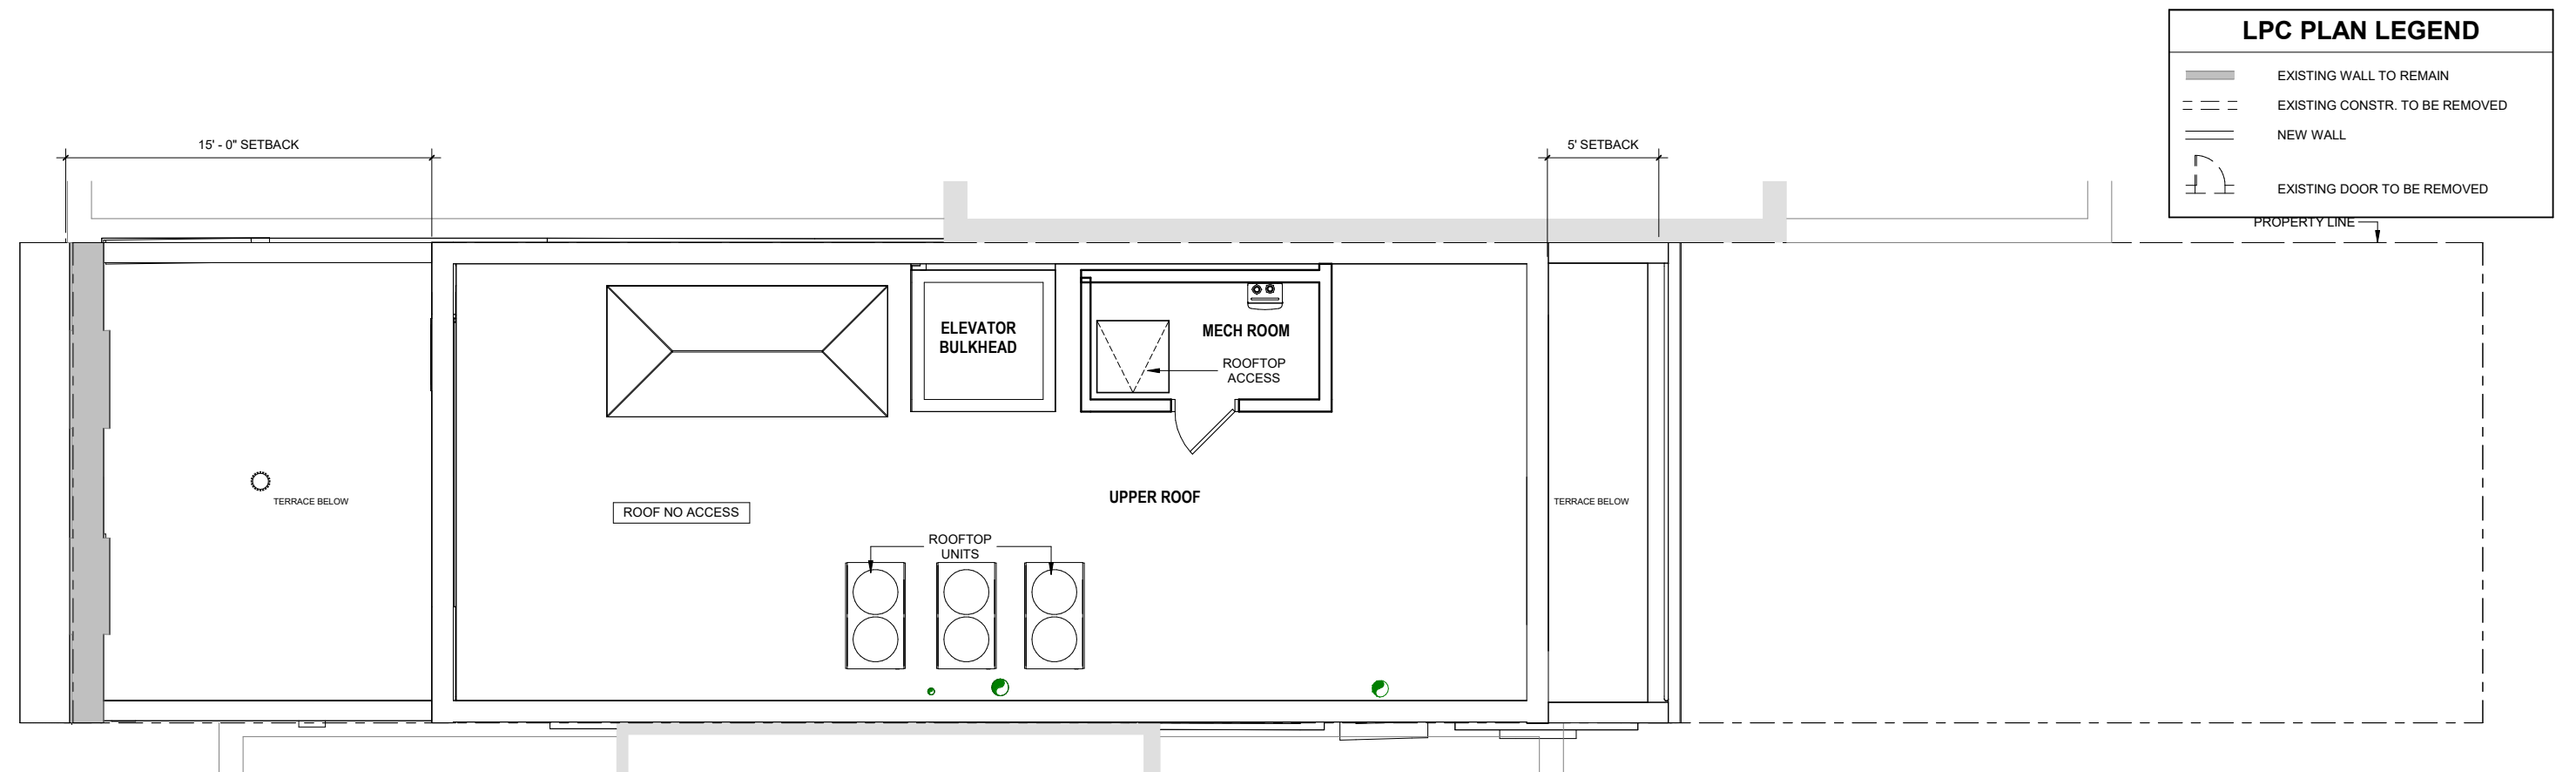 LPC PLAN LEGEND
EXISTING WALL TO REMAIN
EXISTING CONSTR. TO BE REMOVED
NEW WALL
EXISTING DOOR TO BE REMOVED
15' - 0" SETBACK
5' SETBACK
PROPERTY LINE
ELEVATOR
BULKHEAD
MECH ROOM
ROOFTOP
ACCESS
TERRACE BELOW
ROOF NO ACCESS
UPPER ROOF
TERRACE BELOW
ROOFTOP
UNITS